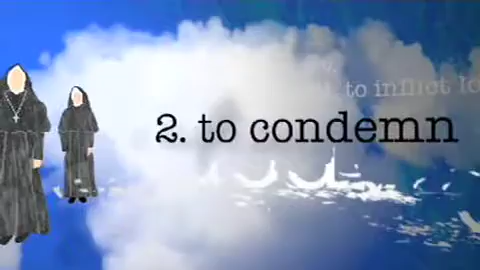 to inflict
2. to condemn